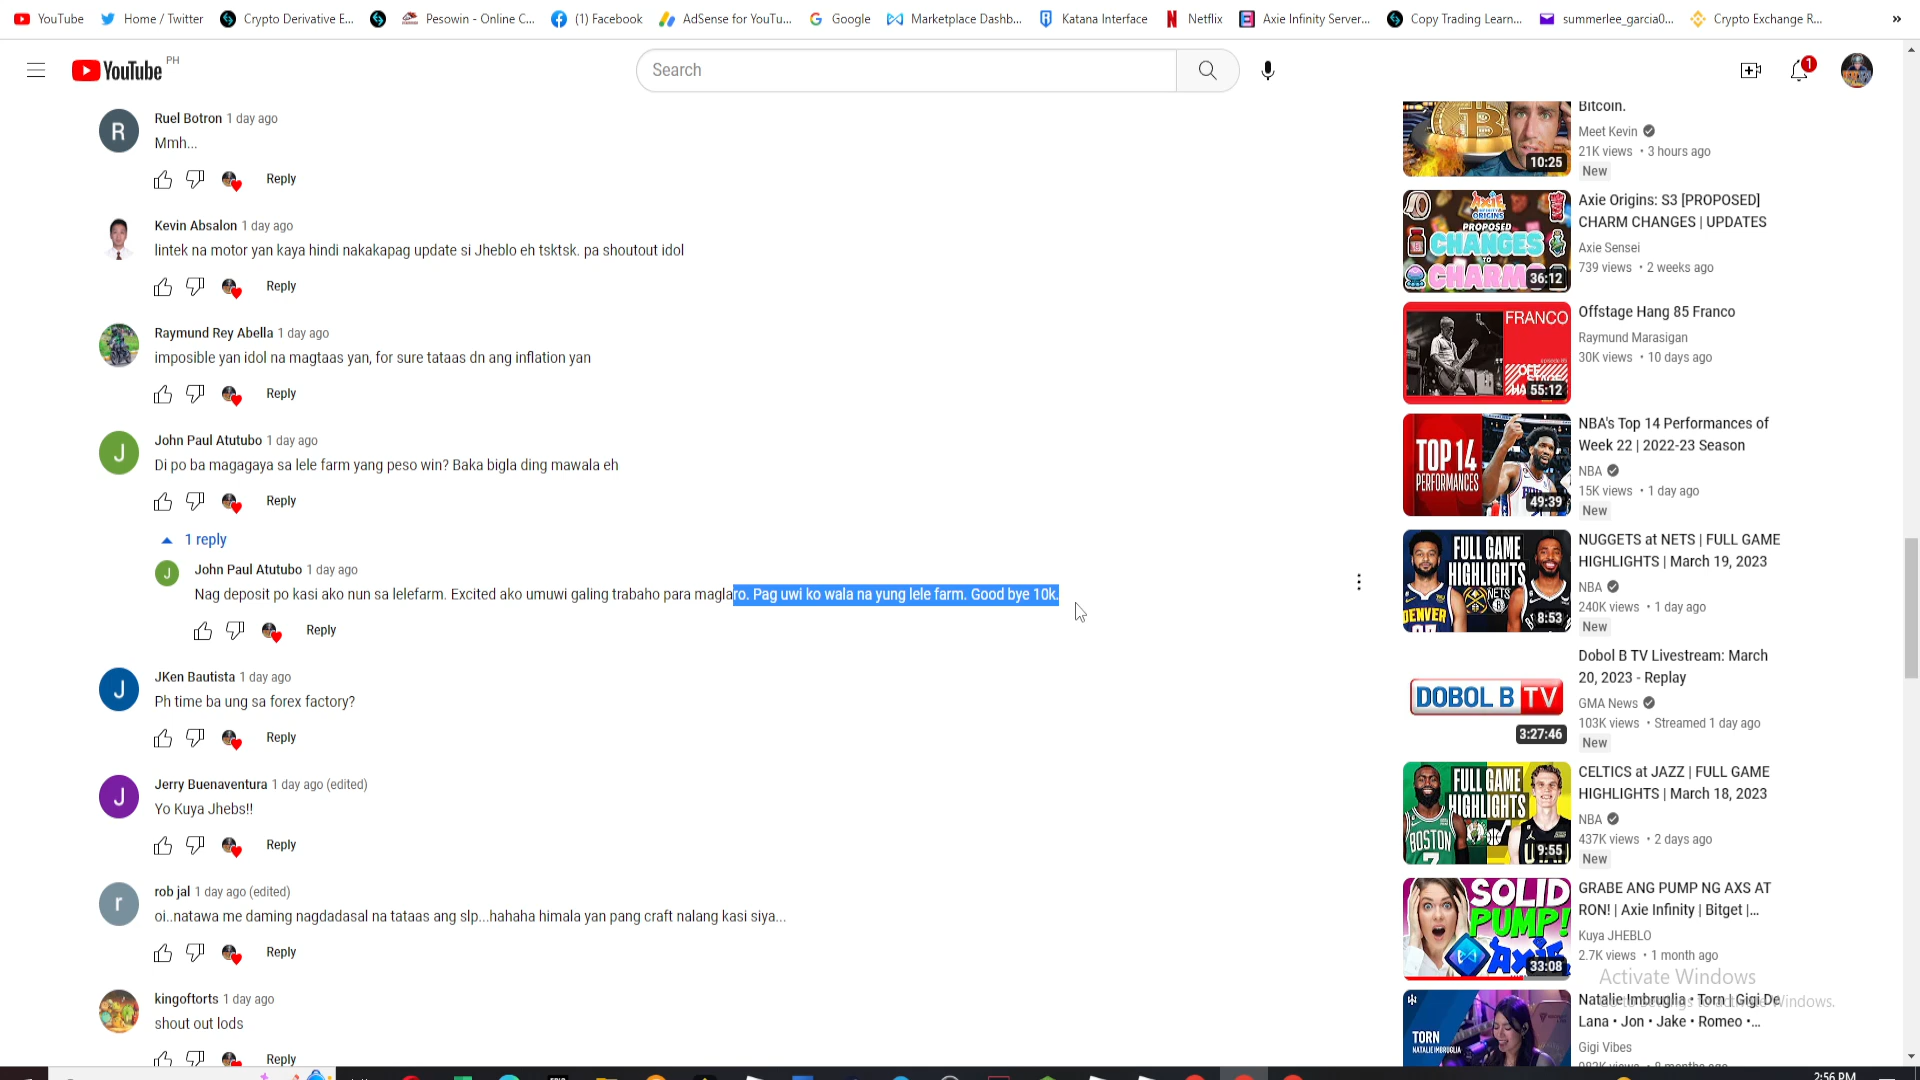 YouTube Home / Twitter Crypto Derivative E... Pesowin - Online C... (1) Facebook AdSense for YouTu... Google Marketplace Dashb... Katana Interface Netflix Axie Infinity Server... Copy Trading Learn... summerlee_garcia0... Crypto Exchange R... »
YouTube PH
Search
1
R
Ruel Botron 1 day ago
Mmh...
Reply
Kevin Absalon 1 day ago
lintek na motor yan kaya hindi nakakapag update si Jheblo eh tsktsk. pa shoutout idol
Reply
Raymund Rey Abella 1 day ago
imposible yan idol na magtaas yan, for sure tataas dn ang inflation yan
Reply
J
John Paul Atutubo 1 day ago
Di po ba magagaya sa lele farm yang peso win? Baka bigla ding mawala eh
Reply
1 reply
J
John Paul Atutubo 1 day ago
Nag deposit po kasi ako nun sa lelefarm. Excited ako umuwi galing trabaho para maglaro. Pag uwi ko wala na yung lele farm. Good bye 10k.
Reply
J
JKen Bautista 1 day ago
Ph time ba ung sa forex factory?
Reply
J
Jerry Buenaventura 1 day ago (edited)
Yo Kuya Jhebs!!
Reply
r
rob jal 1 day ago (edited)
oi..natawa me daming nagdadasal na tataas ang slp...hahaha himala yan pang craft nalang kasi siya...
Reply
kingoftorts 1 day ago
shout out lods
Reply
Bitcoin.
Meet Kevin
21K views • 3 hours ago
New
10:25
Axie Origins: S3 [PROPOSED]
CHARM CHANGES | UPDATES
Axie Sensei
739 views • 2 weeks ago
AXIE
ORIGINS
PROPOSED
CHANGES
TO
CHARMS
36:12
Offstage Hang 85 Franco
Raymund Marasigan
30K views • 10 days ago
FRANCO
55:12
NBA's Top 14 Performances of
Week 22 | 2022-23 Season
NBA
15K views • 1 day ago
New
TOP 14
PERFORMANCES
49:39
NUGGETS at NETS | FULL GAME
HIGHLIGHTS | March 19, 2023
NBA
240K views • 1 day ago
New
FULL GAME
HIGHLIGHTS
DENVER
NETS
8:53
Dobol B TV Livestream: March
20, 2023 - Replay
GMA News
103K views • Streamed 1 day ago
New
DOBOL B TV
3:27:46
CELTICS at JAZZ | FULL GAME
HIGHLIGHTS | March 18, 2023
NBA
437K views • 2 days ago
New
FULL GAME
HIGHLIGHTS
BOSTON
9:55
GRABE ANG PUMP NG AXS AT
RON! | Axie Infinity | Bitget |...
Kuya JHEBLO
2.7K views • 1 month ago
SOLID
PUMP!
AXIE
33:08
Activate Windows
Natalie Imbruglia • Torn | Gigi De
Lana • Jon • Jake • Romeo •...
Gigi Vibes
TORN
NATALIE IMBRUGLIA
2:56 PM